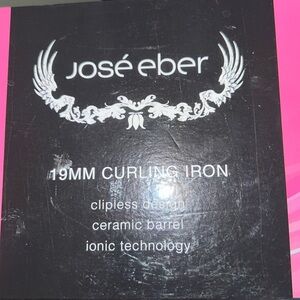 José eber
19MM CURLING IRON
clipless design
ceramic barrel
ionic technology